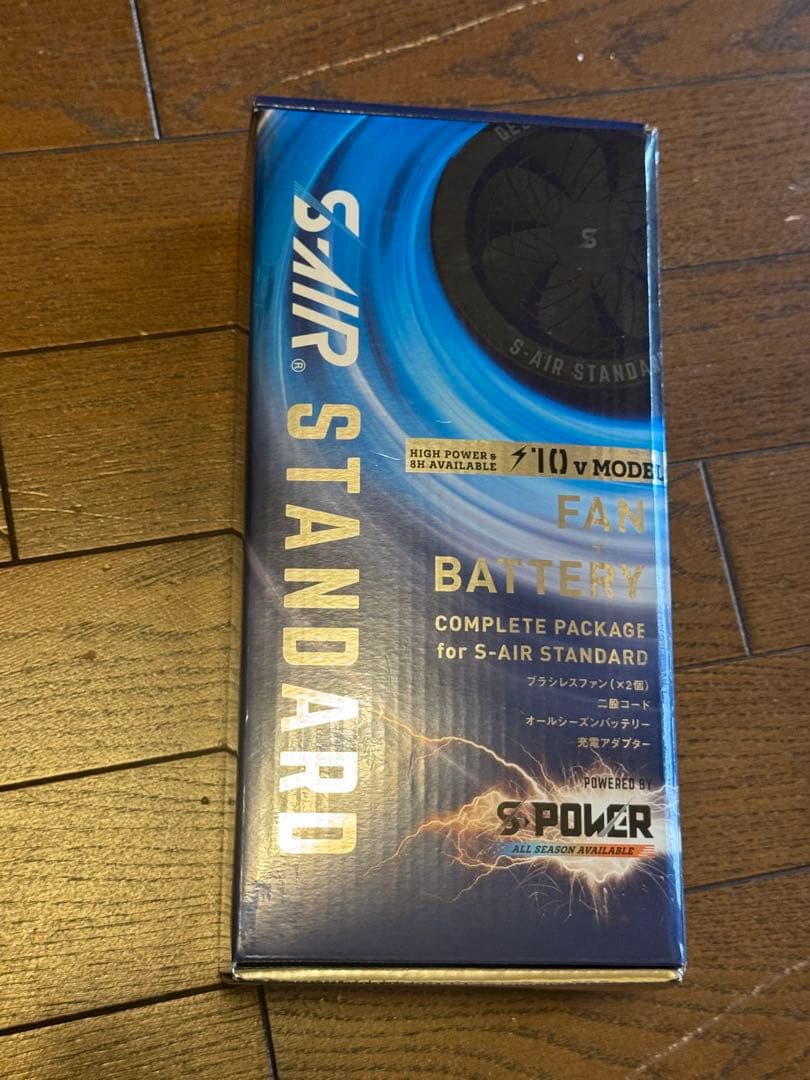 S-AIR® STANDARD
S
S-AIR STANDA
HIGH POWER &
8H AVAILABLE
10 V MODEL
FAN
+
BATTERY
COMPLETE PACKAGE
for S-AIR STANDARD
ブラシレスファン(×2個)
二股コード
オールシーズンバッテリー
充電アダプター
POWERED BY
S-POWER
ALL SEASON AVAILABLE